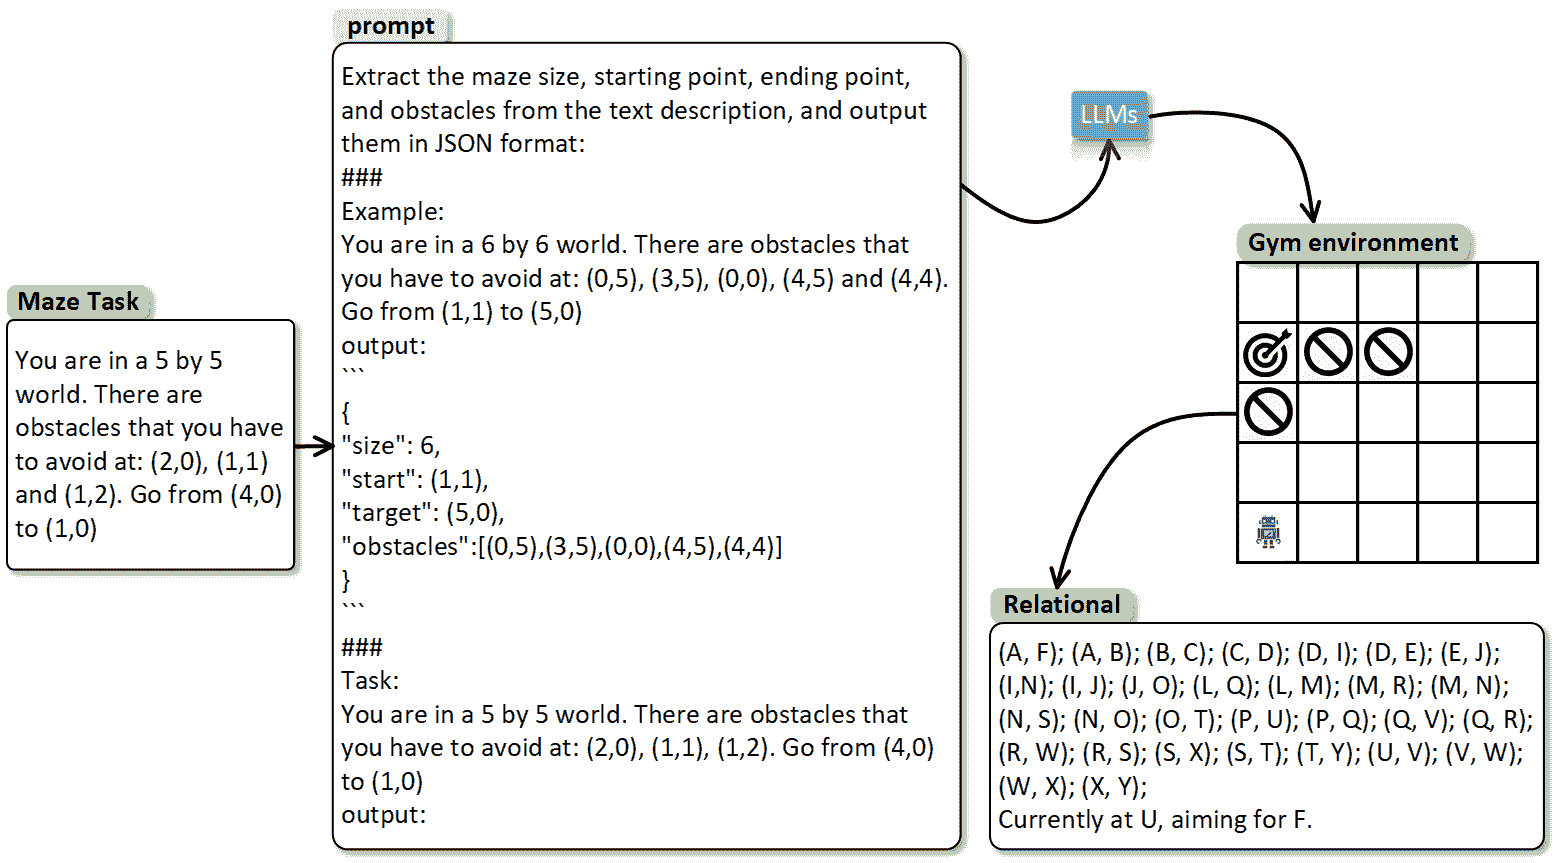 prompt
Extract the maze size, starting point, ending point,
and obstacles from the text description, and output
them in JSON format:
###
Example:
You are in a 6 by 6 world. There are obstacles that
you have to avoid at: (0,5), (3,5), (0,0), (4,5) and (4,4).
Go from (1,1) to (5,0)
output:
```
{
"size": 6,
"start": (1,1),
"target": (5,0),
"obstacles":[(0,5),(3,5),(0,0),(4,5),(4,4)]
}
```
###
Task:
You are in a 5 by 5 world. There are obstacles that
you have to avoid at: (2,0), (1,1), (1,2). Go from (4,0)
to (1,0)
output:
Maze Task
You are in a 5 by 5
world. There are
obstacles that you have
to avoid at: (2,0), (1,1)
and (1,2). Go from (4,0)
to (1,0)
LLMs
Gym environment
Relational
(A, F); (A, B); (B, C); (C, D); (D, I); (D, E); (E, J);
(I,N); (I, J); (J, O); (L, Q); (L, M); (M, R); (M, N);
(N, S); (N, O); (O, T); (P, U); (P, Q); (Q, V); (Q, R);
(R, W); (R, S); (S, X); (S, T); (T, Y); (U, V); (V, W);
(W, X); (X, Y);
Currently at U, aiming for F.